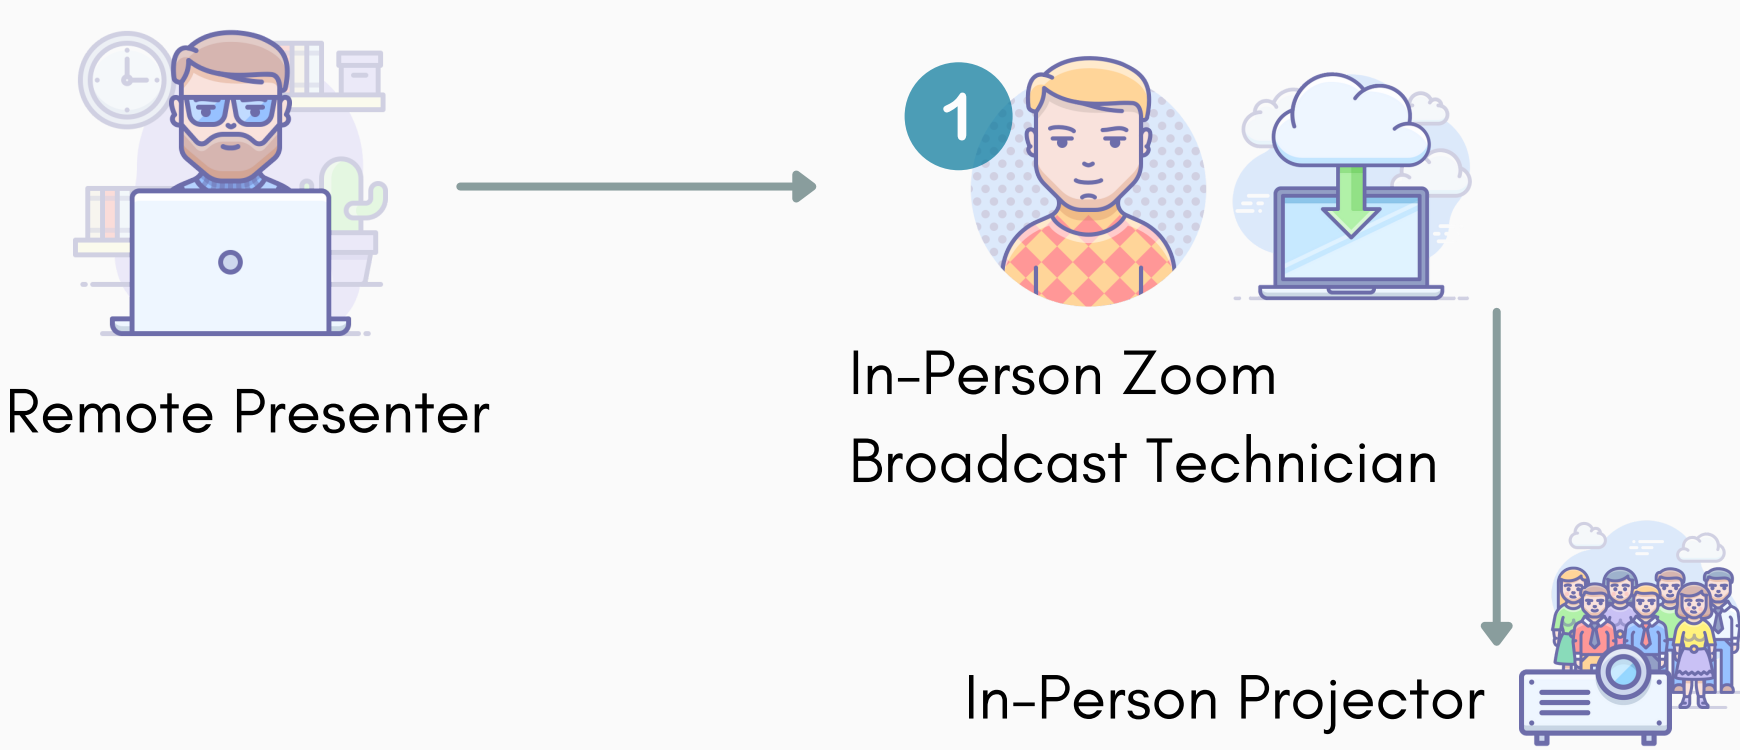 1
Remote Presenter
In-Person Zoom
Broadcast Technician
In-Person Projector